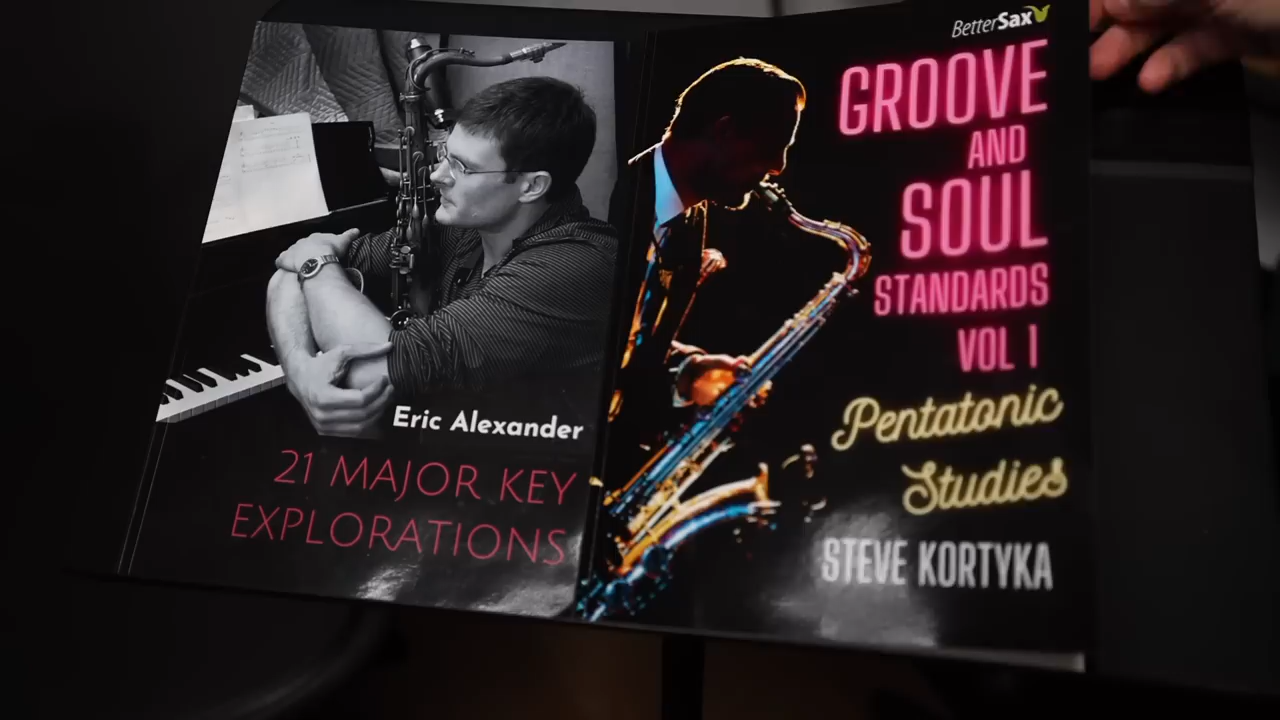 Eric Alexander
21 MAJOR KEY
EXPLORATIONS
BetterSax
GROOVE
AND
SOUL
STANDARDS
VOL 1
Pentatonic
Studies
STEVE KORTYKA